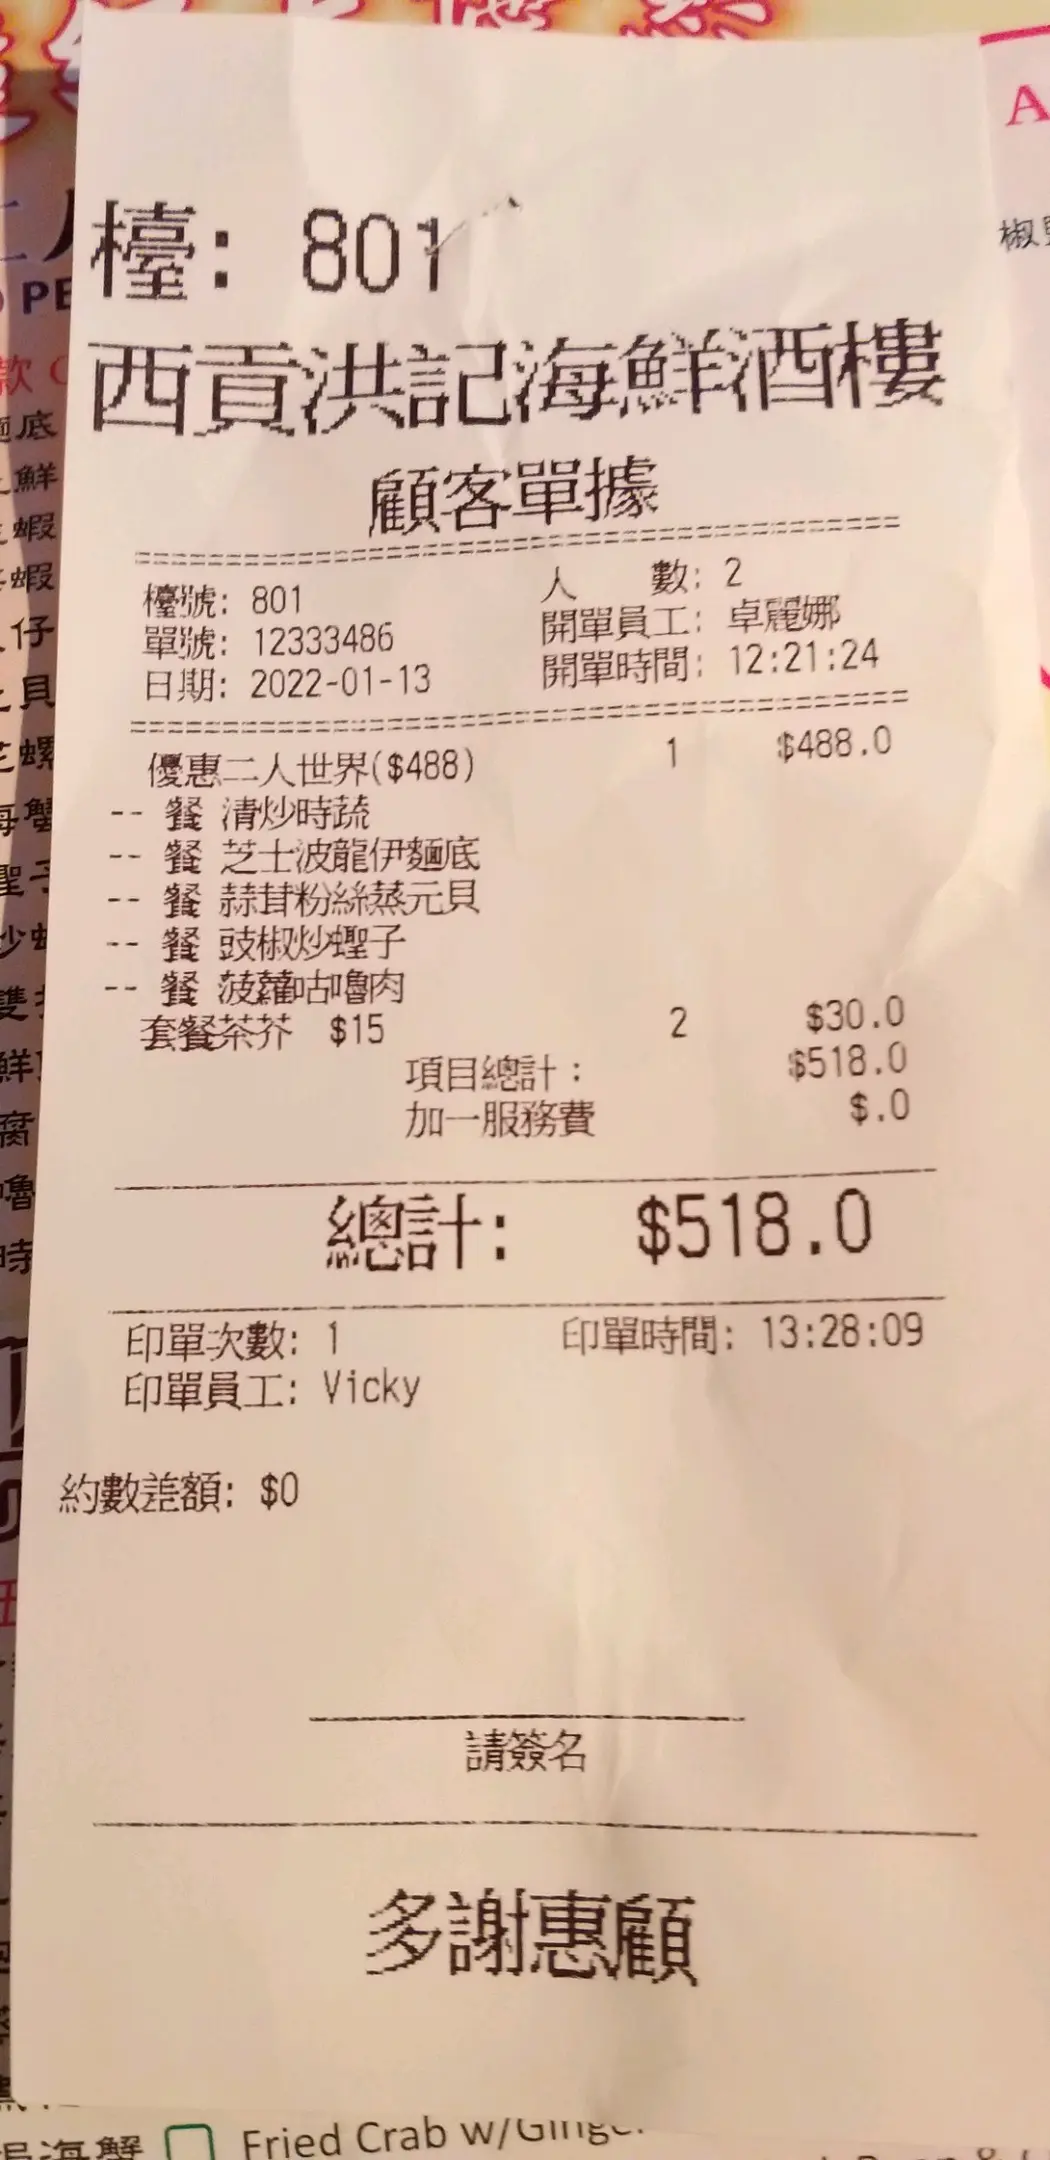 檯: 801
西貢洪記海鮮酒樓
顧客單據
檯號: 801 人 數: 2
單號: 12333486 開單員工: 卓麗娜
日期: 2022-01-13 開單時間: 12:21:24
優惠二人世界($488) 1 $488.0
-- 餐 清炒時蔬
-- 餐 芝士波龍伊麵底
-- 餐 蒜茸粉絲蒸元貝
-- 餐 豉椒炒蟶子
-- 餐 菠蘿咕嚕肉
套餐茶芥 $15 2 $30.0
項目總計: $518.0
加一服務費 $.0
總計: $518.0
印單次數: 1 印單時間: 13:28:09
印單員工: Vicky
約數差額: $0
請簽名
多謝惠顧
海蟹 Fried Crab w/Ginger